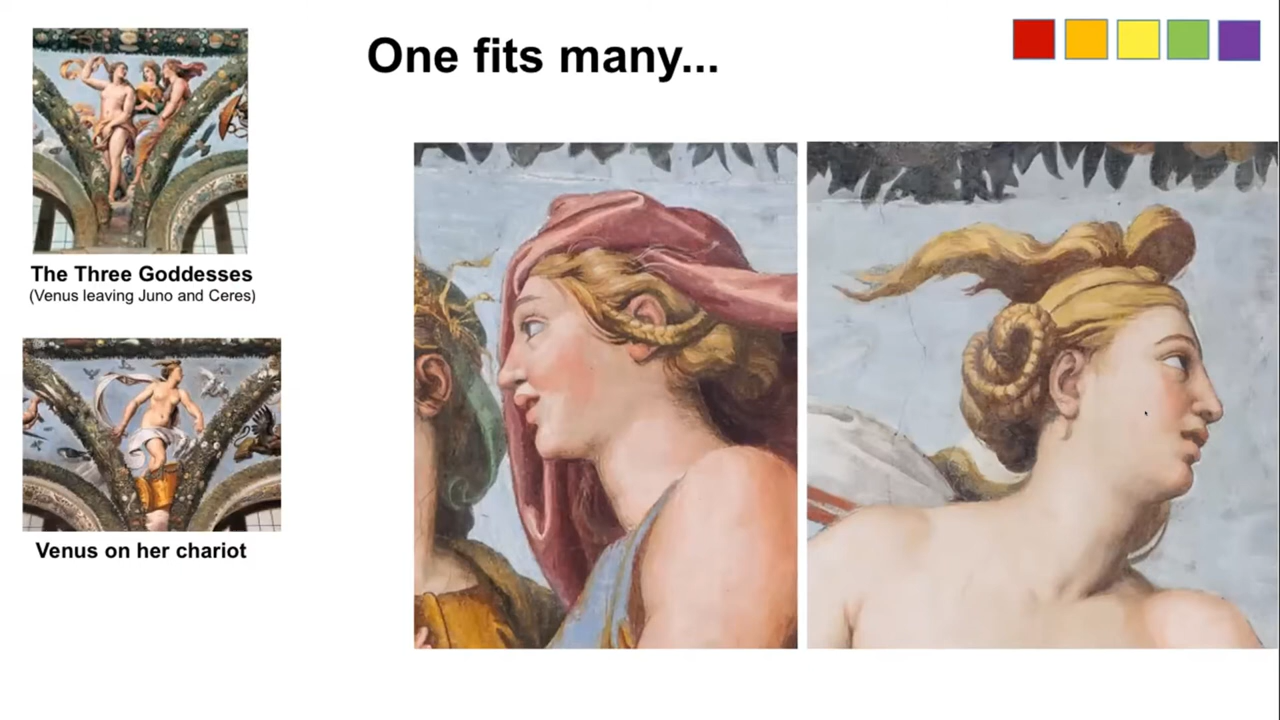 One fits many...
The Three Goddesses
(Venus leaving Juno and Ceres)
Venus on her chariot